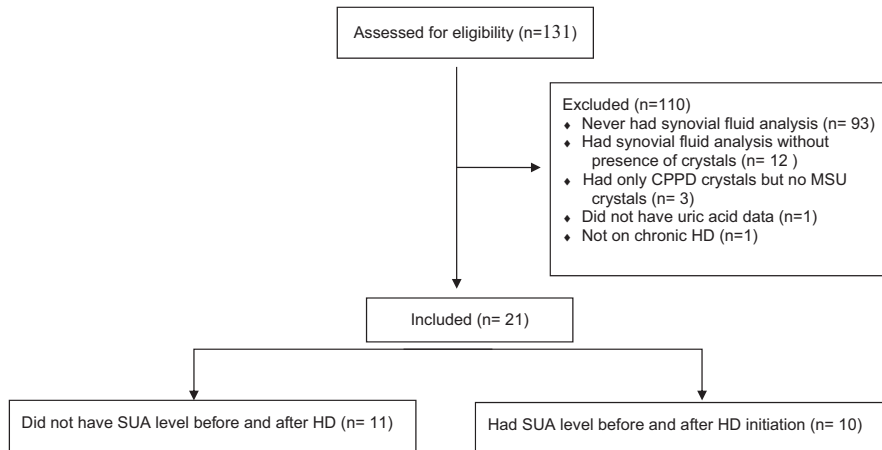 Assessed for eligibility (n=131)
Excluded (n=110)
♦ Never had synovial fluid analysis (n= 93)
♦ Had synovial fluid analysis without
presence of crystals (n= 12 )
♦ Had only CPPD crystals but no MSU
crystals (n= 3)
♦ Did not have uric acid data (n=1)
♦ Not on chronic HD (n=1)
Included (n= 21)
Did not have SUA level before and after HD (n= 11)
Had SUA level before and after HD initiation (n= 10)